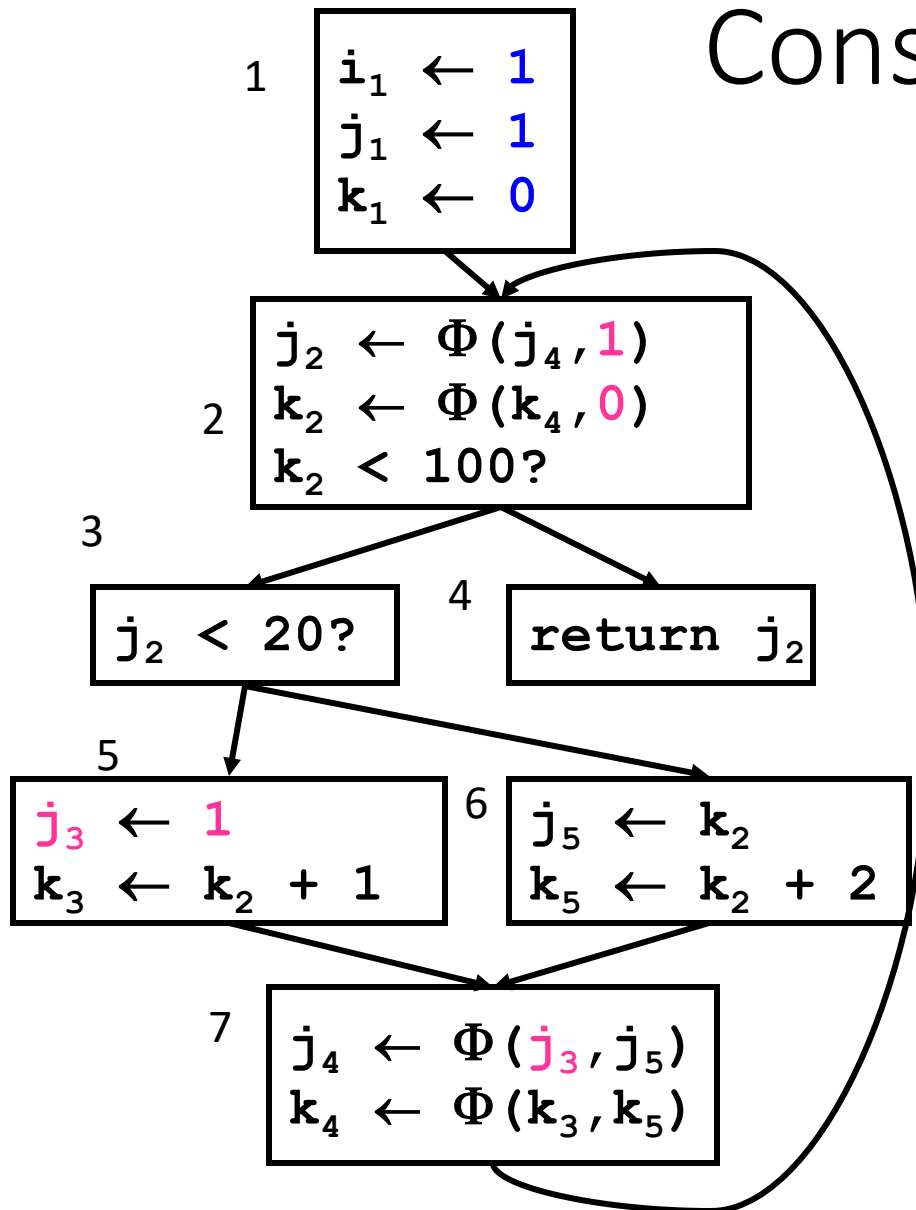 Cons
1
i₁ ← 1
j₁ ← 1
k₁ ← 0
2
j₂ ← Φ(j₄,1)
k₂ ← Φ(k₄,0)
k₂ < 100?
3
j₂ < 20?
4
return j₂
5
j₃ ← 1
k₃ ← k₂ + 1
6
j₅ ← k₂
k₅ ← k₂ + 2
7
j₄ ← Φ(j₃,j₅)
k₄ ← Φ(k₃,k₅)